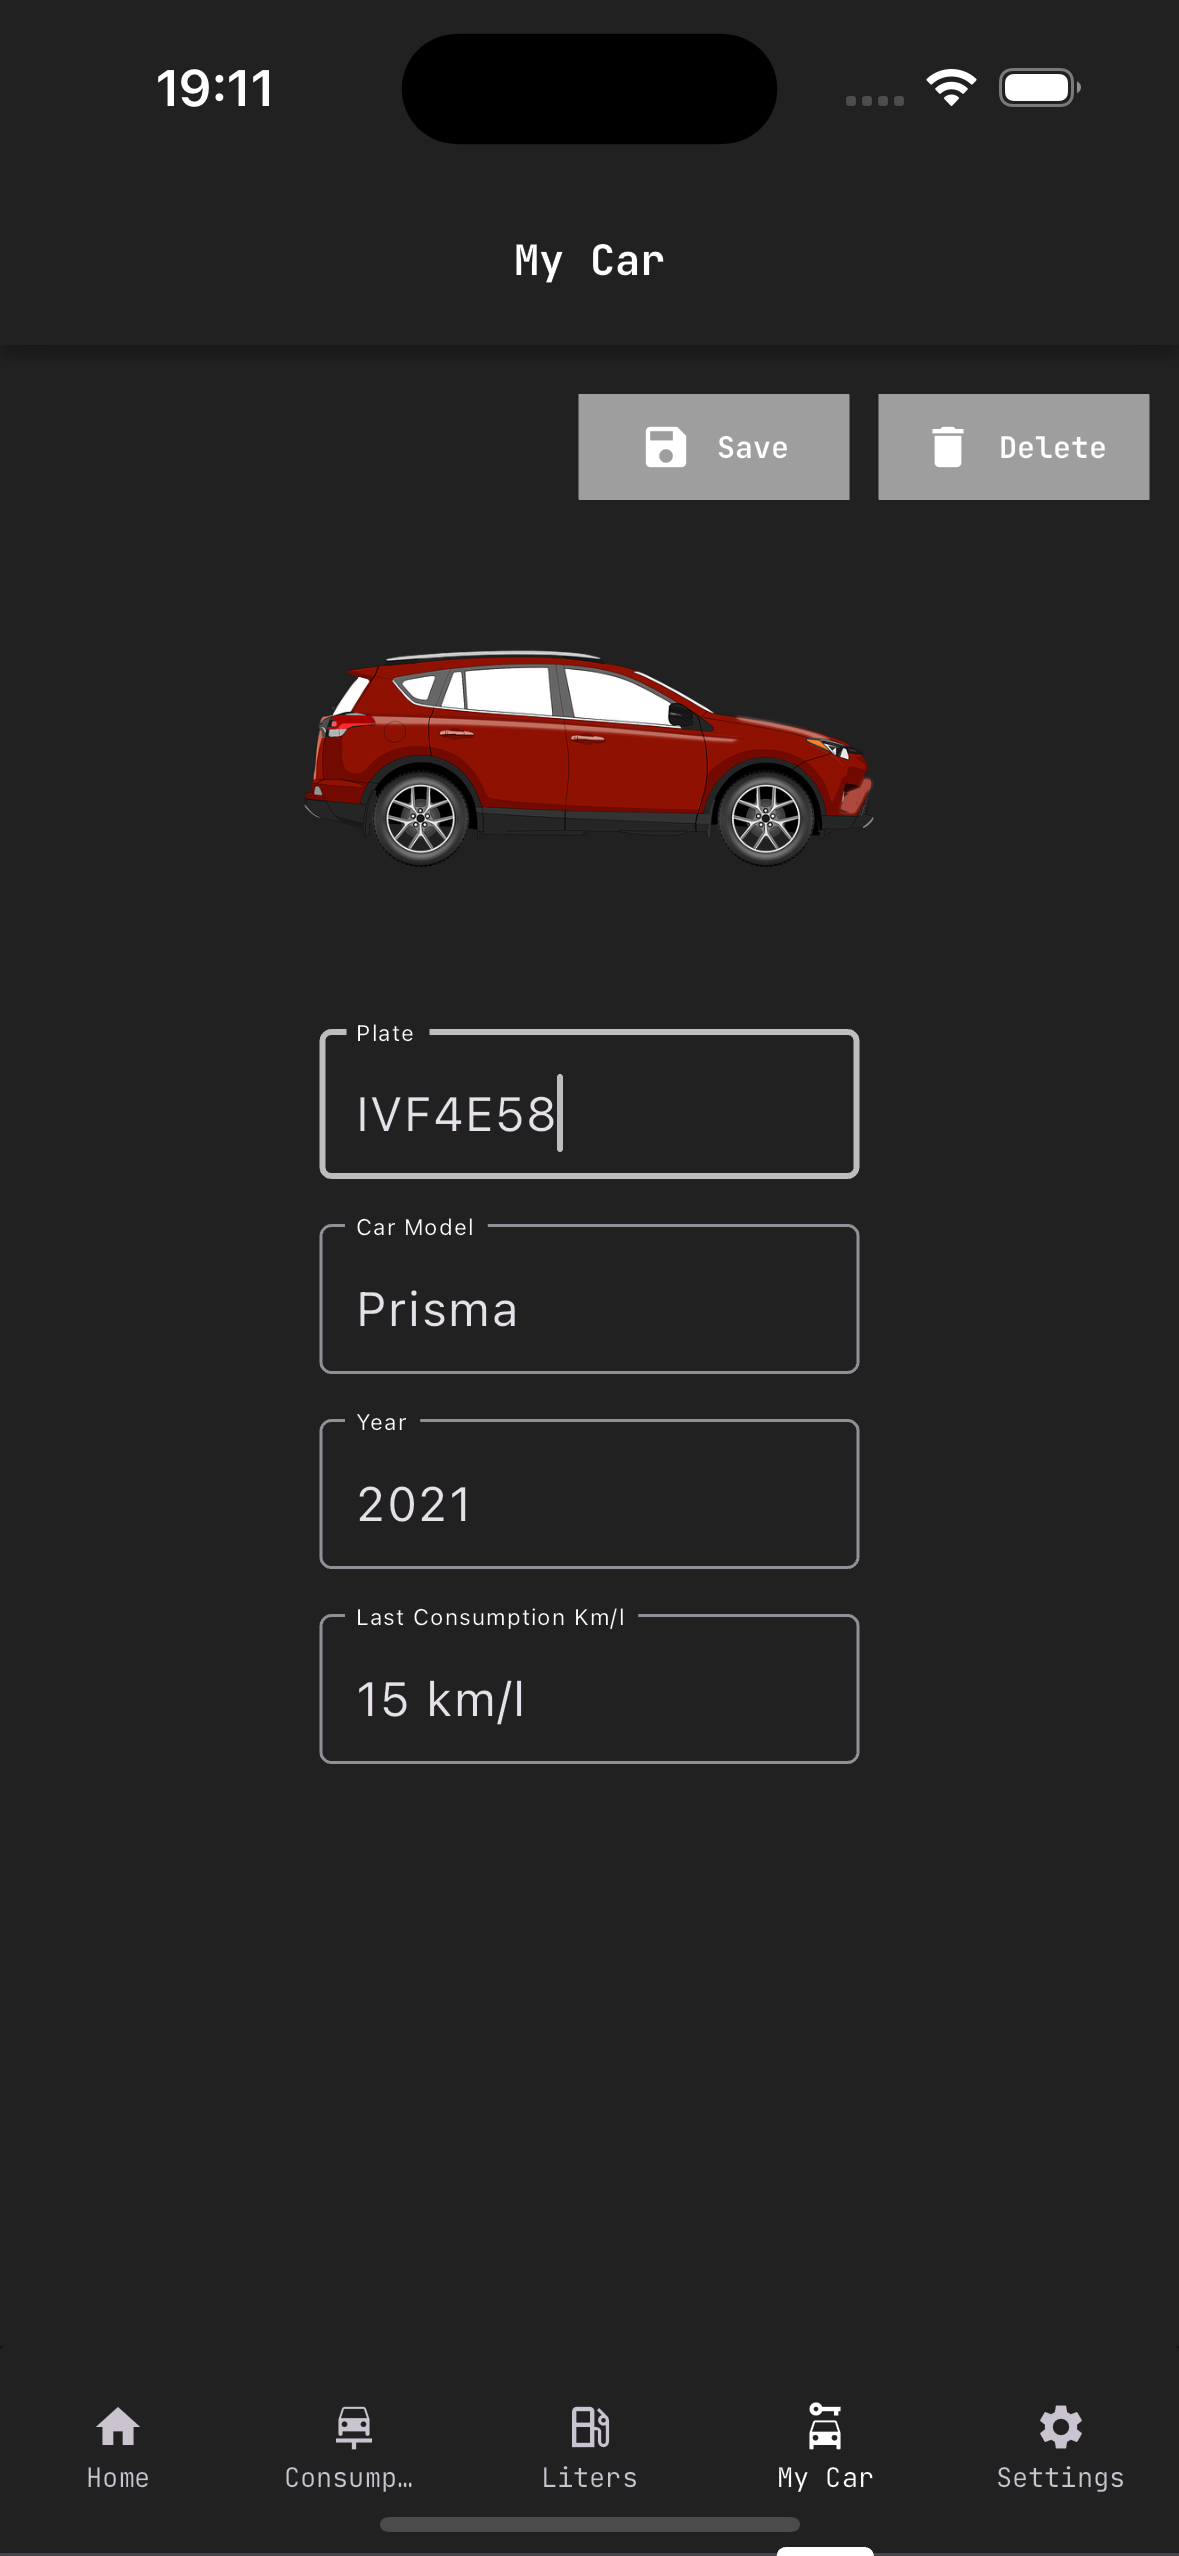 19:11
My Car
Save
Delete
Plate
IVF4E58
Car Model
Prisma
Year
2021
Last Consumption Km/l
15 km/l
Home
Consump…
Liters
My Car
Settings